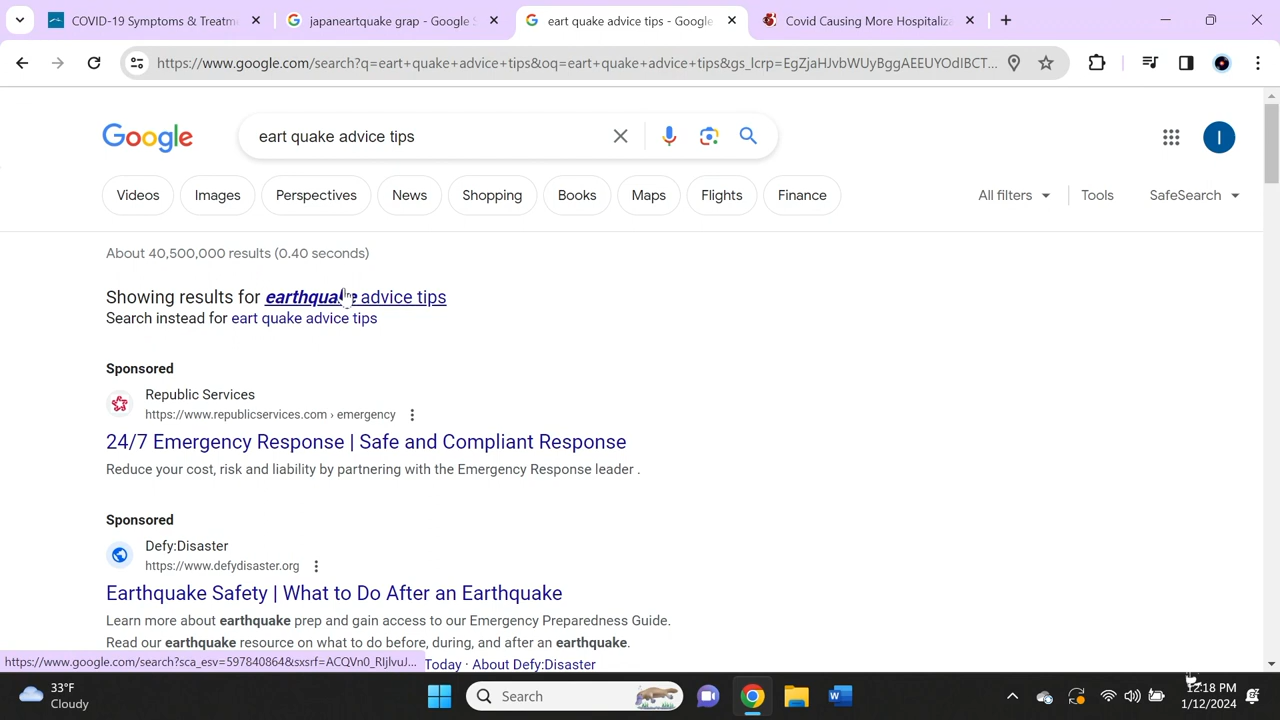 COVID-19 Symptoms & Treatm
japaneartquake grap - Google S
eart quake advice tips - Google
Covid Causing More Hospitaliza
https://www.google.com/search?q=eart+quake+advice+tips&oq=eart+quake+advice+tips&gs_lcrp=EgZjaHJvbWUyBggAEEUYOdIBCT...
Google
eart quake advice tips
I
Videos
Images
Perspectives
News
Shopping
Books
Maps
Flights
Finance
All filters
Tools
SafeSearch
About 40,500,000 results (0.40 seconds)
Showing results for earthquake advice tips
Search instead for eart quake advice tips
Sponsored
Republic Services
https://www.republicservices.com › emergency
24/7 Emergency Response | Safe and Compliant Response
Reduce your cost, risk and liability by partnering with the Emergency Response leader .
Sponsored
Defy:Disaster
https://www.defydisaster.org
Earthquake Safety | What to Do After an Earthquake
Learn more about earthquake prep and gain access to our Emergency Preparedness Guide.
Read our earthquake resource on what to do before, during, and after an earthquake.
https://www.google.com/search?sca_esv=597840864&sxsrf=ACQVn0_RIjlvuJ...
Today · About Defy:Disaster
33°F
Cloudy
Search
12:18 PM
1/12/2024